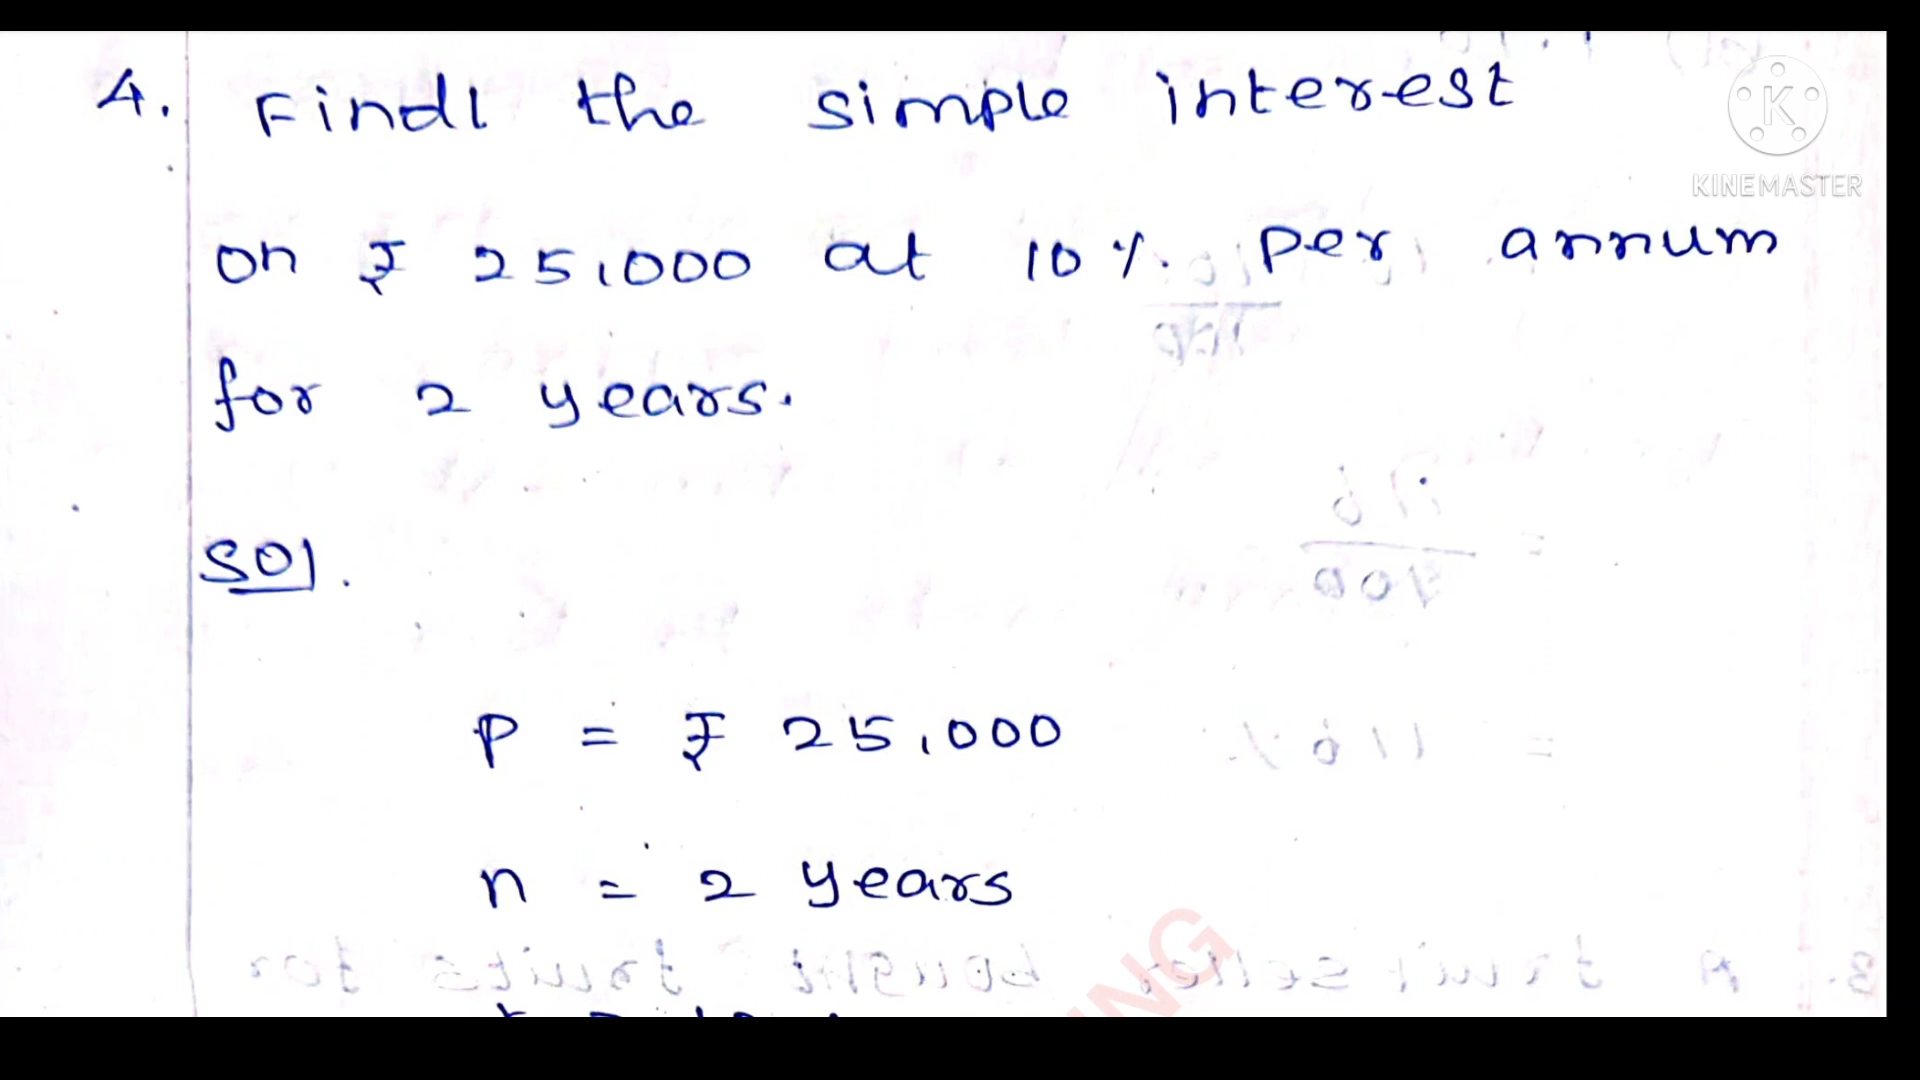 4. Findl the simple interest
KINEMASTER
on ₹ 25,000 at 10%. per annum
for 2 years.
Sol.
P = ₹ 25,000
n = 2 years